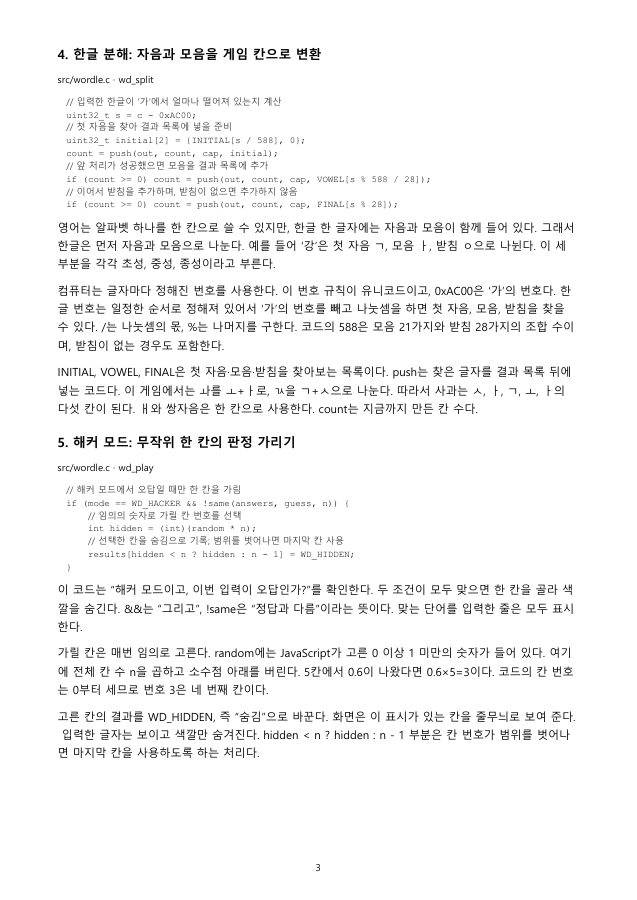 4. 한글 분해: 자음과 모음을 게임 칸으로 변환
src/wordle.c · wd_split
// 입력한 한글이 '가'에서 얼마나 떨어져 있는지 계산
uint32_t s = c - 0xAC00;
// 첫 자음을 찾아 결과 목록에 넣을 준비
uint32_t initial[2] = {INITIAL[s / 588], 0};
count = push(out, count, cap, initial);
// 앞 처리가 성공했으면 모음을 결과 목록에 추가
if (count >= 0) count = push(out, count, cap, VOWEL[s % 588 / 28]);
// 이어서 받침을 추가하며, 받침이 없으면 추가하지 않음
if (count >= 0) count = push(out, count, cap, FINAL[s % 28]);
영어는 알파벳 하나를 한 칸으로 쓸 수 있지만, 한글 한 글자에는 자음과 모음이 함께 들어 있다. 그래서
한글은 먼저 자음과 모음으로 나눈다. 예를 들어 '강'은 첫 자음 ㄱ, 모음 ㅏ, 받침 ㅇ으로 나뉜다. 이 세
부분을 각각 초성, 중성, 종성이라고 부른다.
컴퓨터는 글자마다 정해진 번호를 사용한다. 이 번호 규칙이 유니코드이고, 0xAC00은 '가'의 번호다. 한
글 번호는 일정한 순서로 정해져 있어서 '가'의 번호를 빼고 나눗셈을 하면 첫 자음, 모음, 받침을 찾을
수 있다. /는 나눗셈의 몫, %는 나머지를 구한다. 코드의 588은 모음 21가지와 받침 28가지의 조합 수이
며, 받침이 없는 경우도 포함한다.
INITIAL, VOWEL, FINAL은 첫 자음·모음·받침을 찾아보는 목록이다. push는 찾은 글자를 결과 목록 뒤에
넣는 코드다. 이 게임에서는 ㅘ를 ㅗ+ㅏ로, ㄳ을 ㄱ+ㅅ으로 나눈다. 따라서 사과는 ㅅ, ㅏ, ㄱ, ㅗ, ㅏ의
다섯 칸이 된다. ㅐ와 쌍자음은 한 칸으로 사용한다. count는 지금까지 만든 칸 수다.
5. 해커 모드: 무작위 한 칸의 판정 가리기
src/wordle.c · wd_play
// 해커 모드에서 오답일 때만 한 칸을 가림
if (mode == WD_HACKER && !same(answers, guess, n)) {
// 임의의 숫자로 가릴 칸 번호를 선택
int hidden = (int)(random * n);
// 선택한 칸을 숨김으로 기록; 범위를 벗어나면 마지막 칸 사용
results[hidden < n ? hidden : n - 1] = WD_HIDDEN;
}
이 코드는 "해커 모드이고, 이번 입력이 오답인가?"를 확인한다. 두 조건이 모두 맞으면 한 칸을 골라 색
깔을 숨긴다. &&는 "그리고", !same은 "정답과 다름"이라는 뜻이다. 맞는 단어를 입력한 줄은 모두 표시
한다.
가릴 칸은 매번 임의로 고른다. random에는 JavaScript가 고른 0 이상 1 미만의 숫자가 들어 있다. 여기
에 전체 칸 수 n을 곱하고 소수점 아래를 버린다. 5칸에서 0.6이 나왔다면 0.6×5=3이다. 코드의 칸 번호
는 0부터 세므로 번호 3은 네 번째 칸이다.
고른 칸의 결과를 WD_HIDDEN, 즉 "숨김"으로 바꾼다. 화면은 이 표시가 있는 칸을 줄무늬로 보여 준다.
입력한 글자는 보이고 색깔만 숨겨진다. hidden < n ? hidden : n - 1 부분은 칸 번호가 범위를 벗어나
면 마지막 칸을 사용하도록 하는 처리다.
3